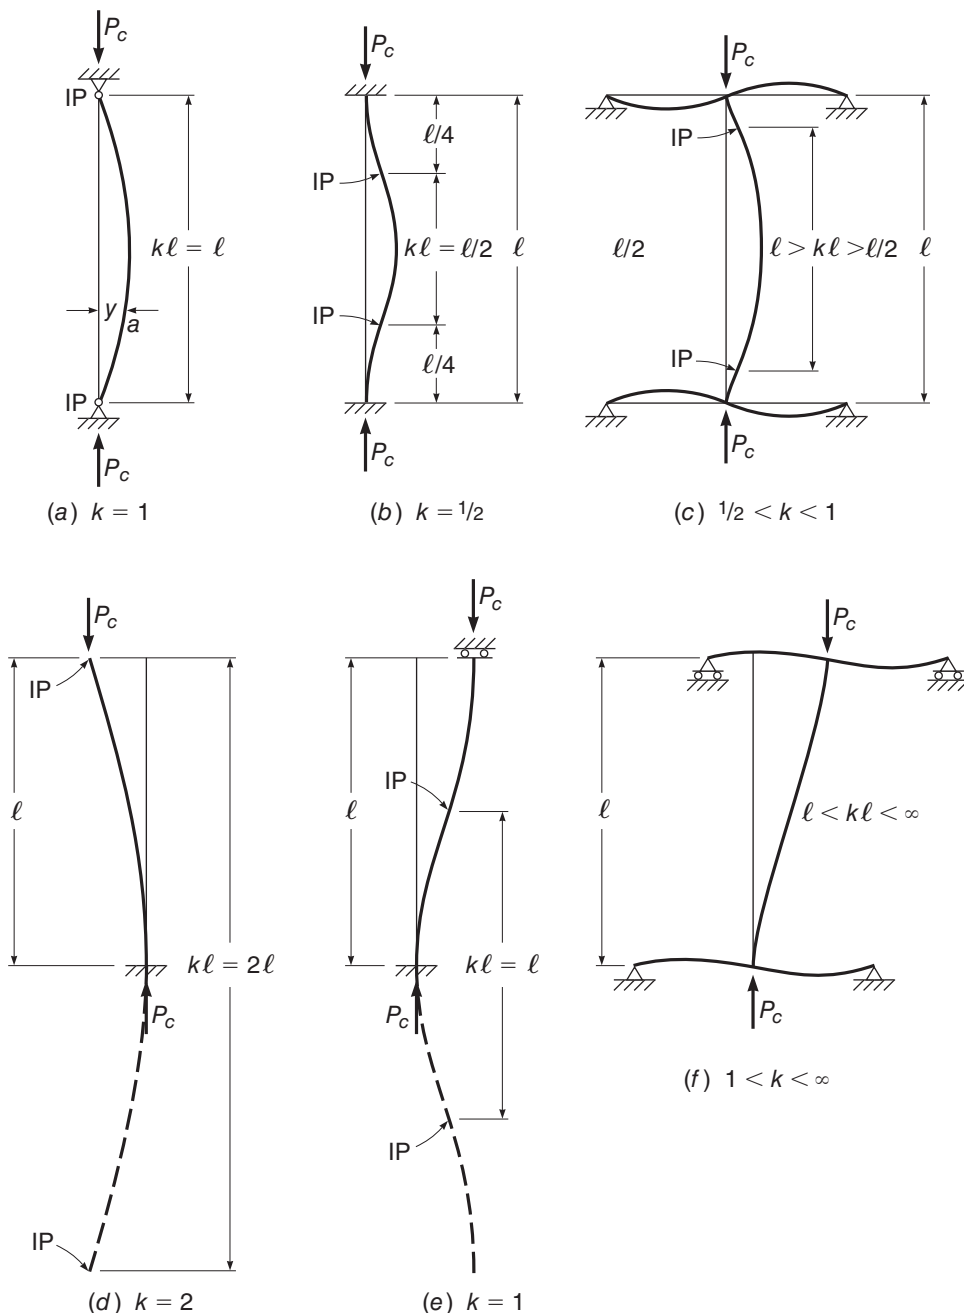 P_c
IP
kℓ = ℓ
y
a
IP
P_c
(a) k = 1
P_c
ℓ/4
IP
kℓ = ℓ/2
ℓ
IP
ℓ/4
P_c
(b) k = 1/2
P_c
IP
ℓ/2
ℓ > kℓ > ℓ/2
ℓ
IP
P_c
(c) 1/2 < k < 1
P_c
IP
ℓ
kℓ = 2ℓ
P_c
IP
(d) k = 2
P_c
IP
ℓ
kℓ = ℓ
P_c
IP
(e) k = 1
P_c
ℓ
ℓ < kℓ < ∞
P_c
(f) 1 < k < ∞